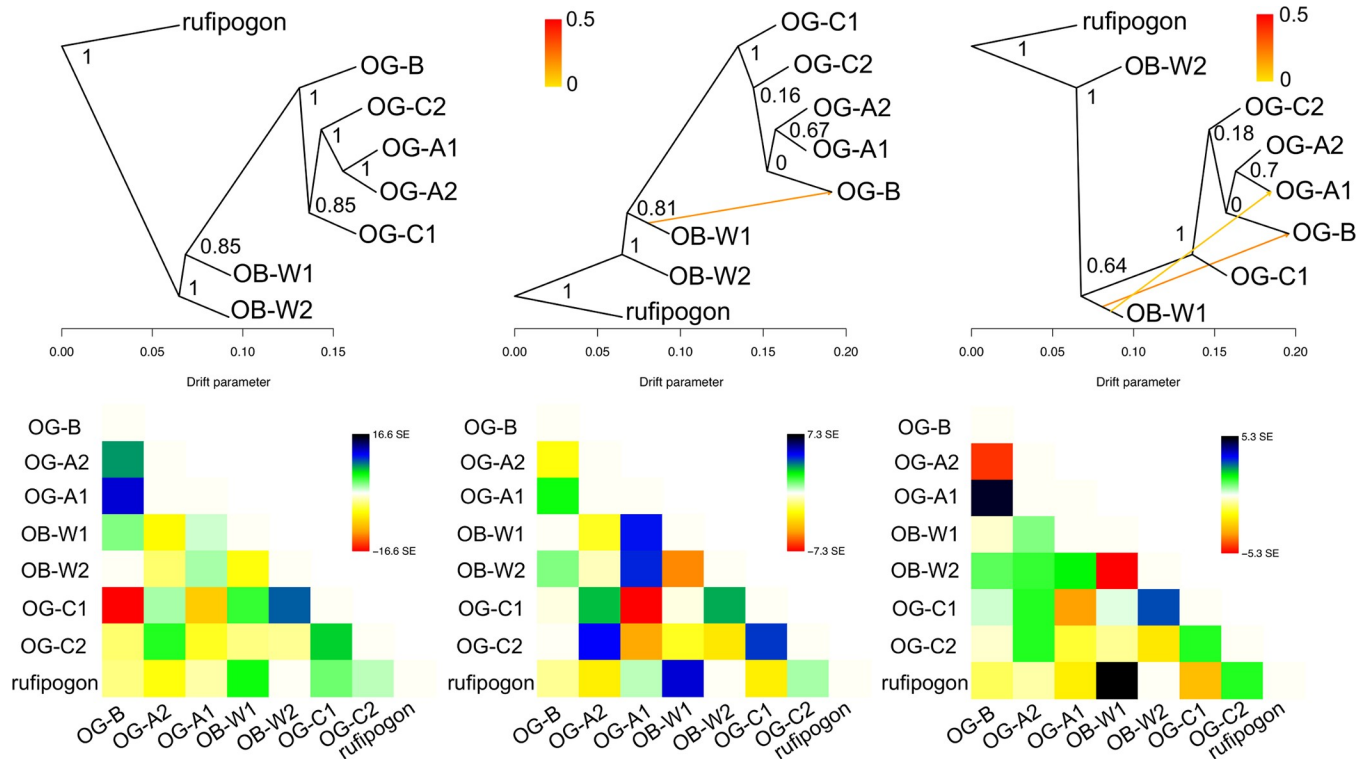 rufipogon
1
OG-B
1
OG-C2
1
OG-A1
1
OG-A2
0.85
OG-C1
0.85
OB-W1
1
OB-W2
0.00 0.05 0.10 0.15
Drift parameter
0.5
0
OG-C1
1
OG-C2
0.16
OG-A2
0.67
OG-A1
0
OG-B
0.81
OB-W1
1
OB-W2
1
rufipogon
0.00 0.05 0.10 0.15 0.20
Drift parameter
rufipogon
1
OB-W2
1
0.5
0
OG-C2
0.18
OG-A2
0.7
OG-A1
0
OG-B
1
0.64
OG-C1
OB-W1
0.00 0.05 0.10 0.15 0.20
Drift parameter
OG-B
OG-A2
OG-A1
OB-W1
OB-W2
OG-C1
OG-C2
rufipogon
16.6 SE
−16.6 SE
OG-B OG-A2 OG-A1 OB-W1 OB-W2 OG-C1 OG-C2 rufipogon
OG-B
OG-A2
OG-A1
OB-W1
OB-W2
OG-C1
OG-C2
rufipogon
7.3 SE
−7.3 SE
OG-B OG-A2 OG-A1 OB-W1 OB-W2 OG-C1 OG-C2 rufipogon
OG-B
OG-A2
OG-A1
OB-W1
OB-W2
OG-C1
OG-C2
rufipogon
5.3 SE
−5.3 SE
OG-B OG-A2 OG-A1 OB-W1 OB-W2 OG-C1 OG-C2 rufipogon